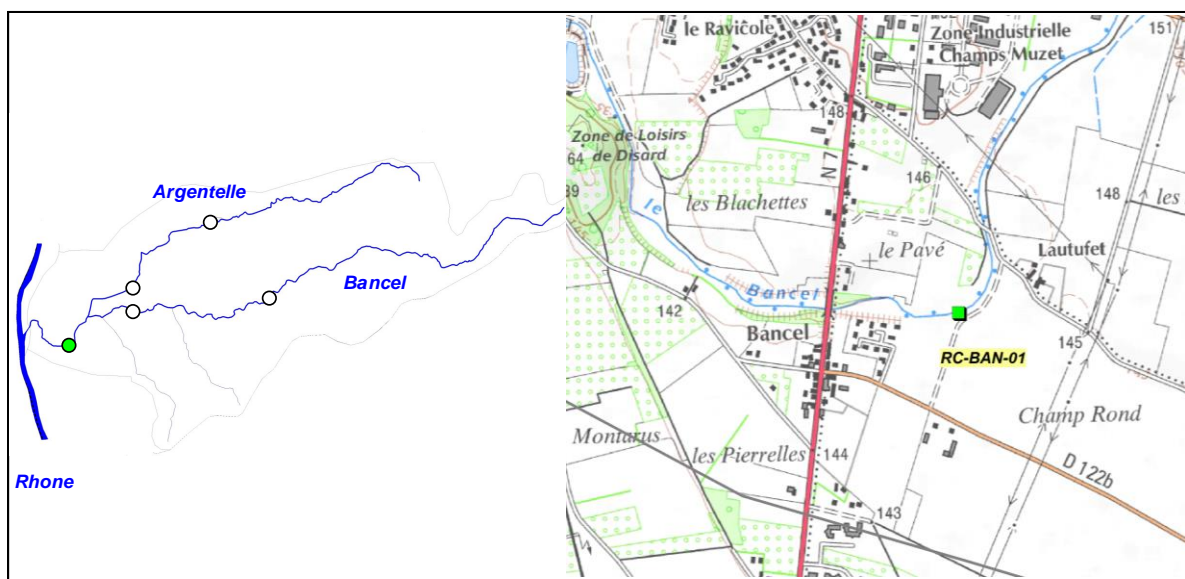 Argentelle
Bancel
Rhone
le Ravicole
Zone Industrielle
Champs Muzet
151
148
Zone de Loisirs
de Disard
64
N 7
146
148
les
les Blachettes
le Pavé
Lautufet
le
Bancel
142
Bancel
145
RC-BAN-01
Champ Rond
Montarus
les Pierrelles
144
D 122b
143